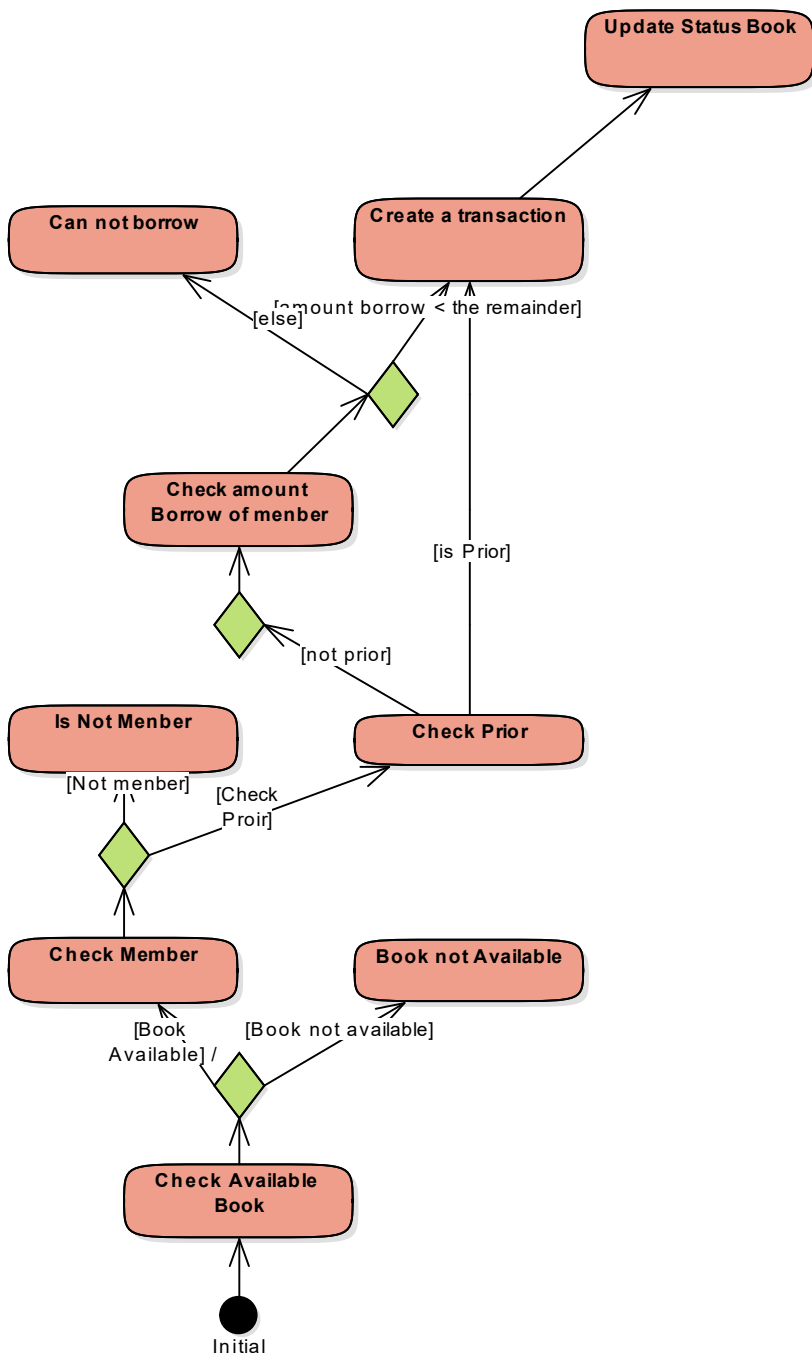 Update Status Book
Can not borrow
Create a transaction
[amount borrow < the remainder]
[else]
Check amount
Borrow of menber
[is Prior]
[not prior]
Is Not Menber
Check Prior
[Not menber]
[Check
Proir]
Check Member
Book not Available
[Book
Available] /
[Book not available]
Check Available
Book
Initial